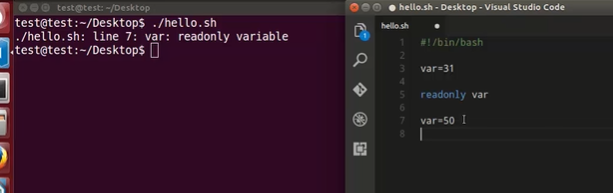 test@test: ~/Desktop
test@test:~/Desktop$ ./hello.sh
./hello.sh: line 7: var: readonly variable
test@test:~/Desktop$
hello.sh - Desktop - Visual Studio Code
hello.sh
1 #!/bin/bash
2
3 var=31
4
5 readonly var
6
7 var=50
8